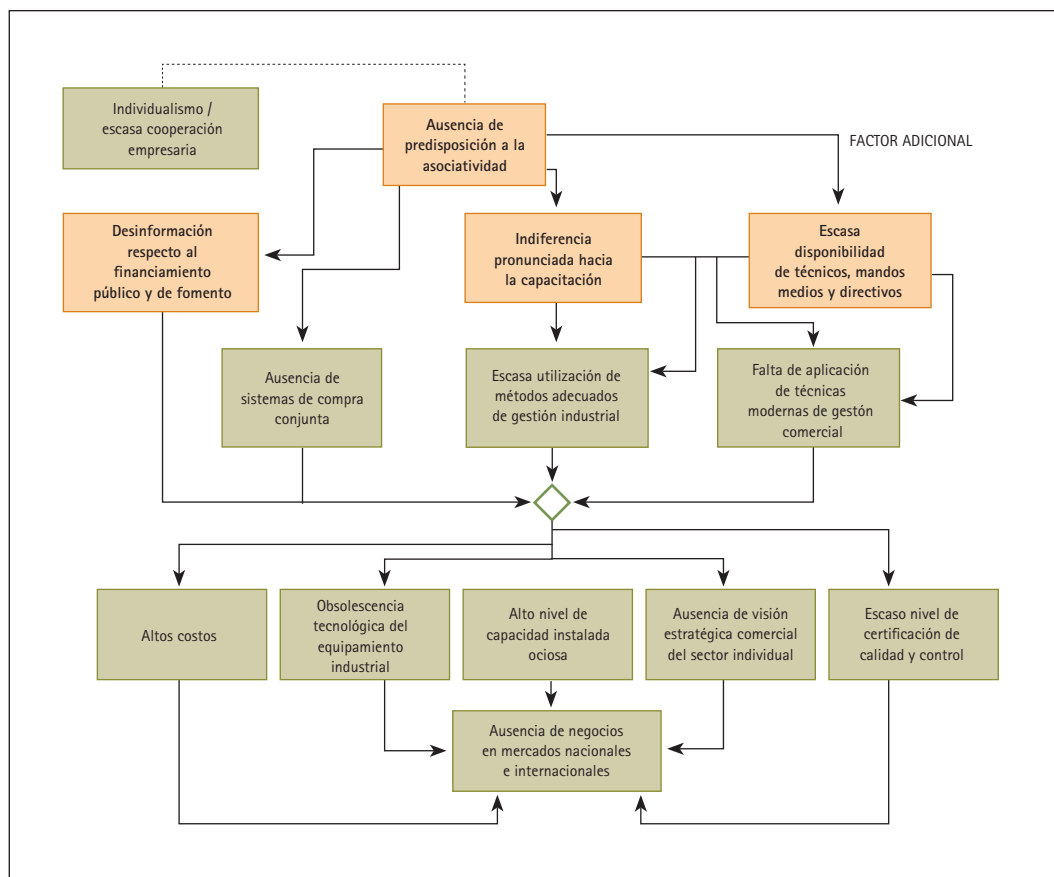 Individualismo /
escasa cooperación
empresaria
Ausencia de
predisposición a la
asociatividad
FACTOR ADICIONAL
Desinformación
respecto al
financiamiento
público y de fomento
Indiferencia
pronunciada hacia
la capacitación
Escasa
disponibilidad
de técnicos, mandos
medios y directivos
Ausencia de
sistemas de compra
conjunta
Escasa utilización de
métodos adecuados
de gestión industrial
Falta de aplicación
de técnicas
modernas de gestón
comercial
Altos costos
Obsolescencia
tecnológica del
equipamiento
industrial
Alto nivel de
capacidad instalada
ociosa
Ausencia de visión
estratégica comercial
del sector individual
Escaso nivel de
certificación de
calidad y control
Ausencia de negocios
en mercados nacionales
e internacionales